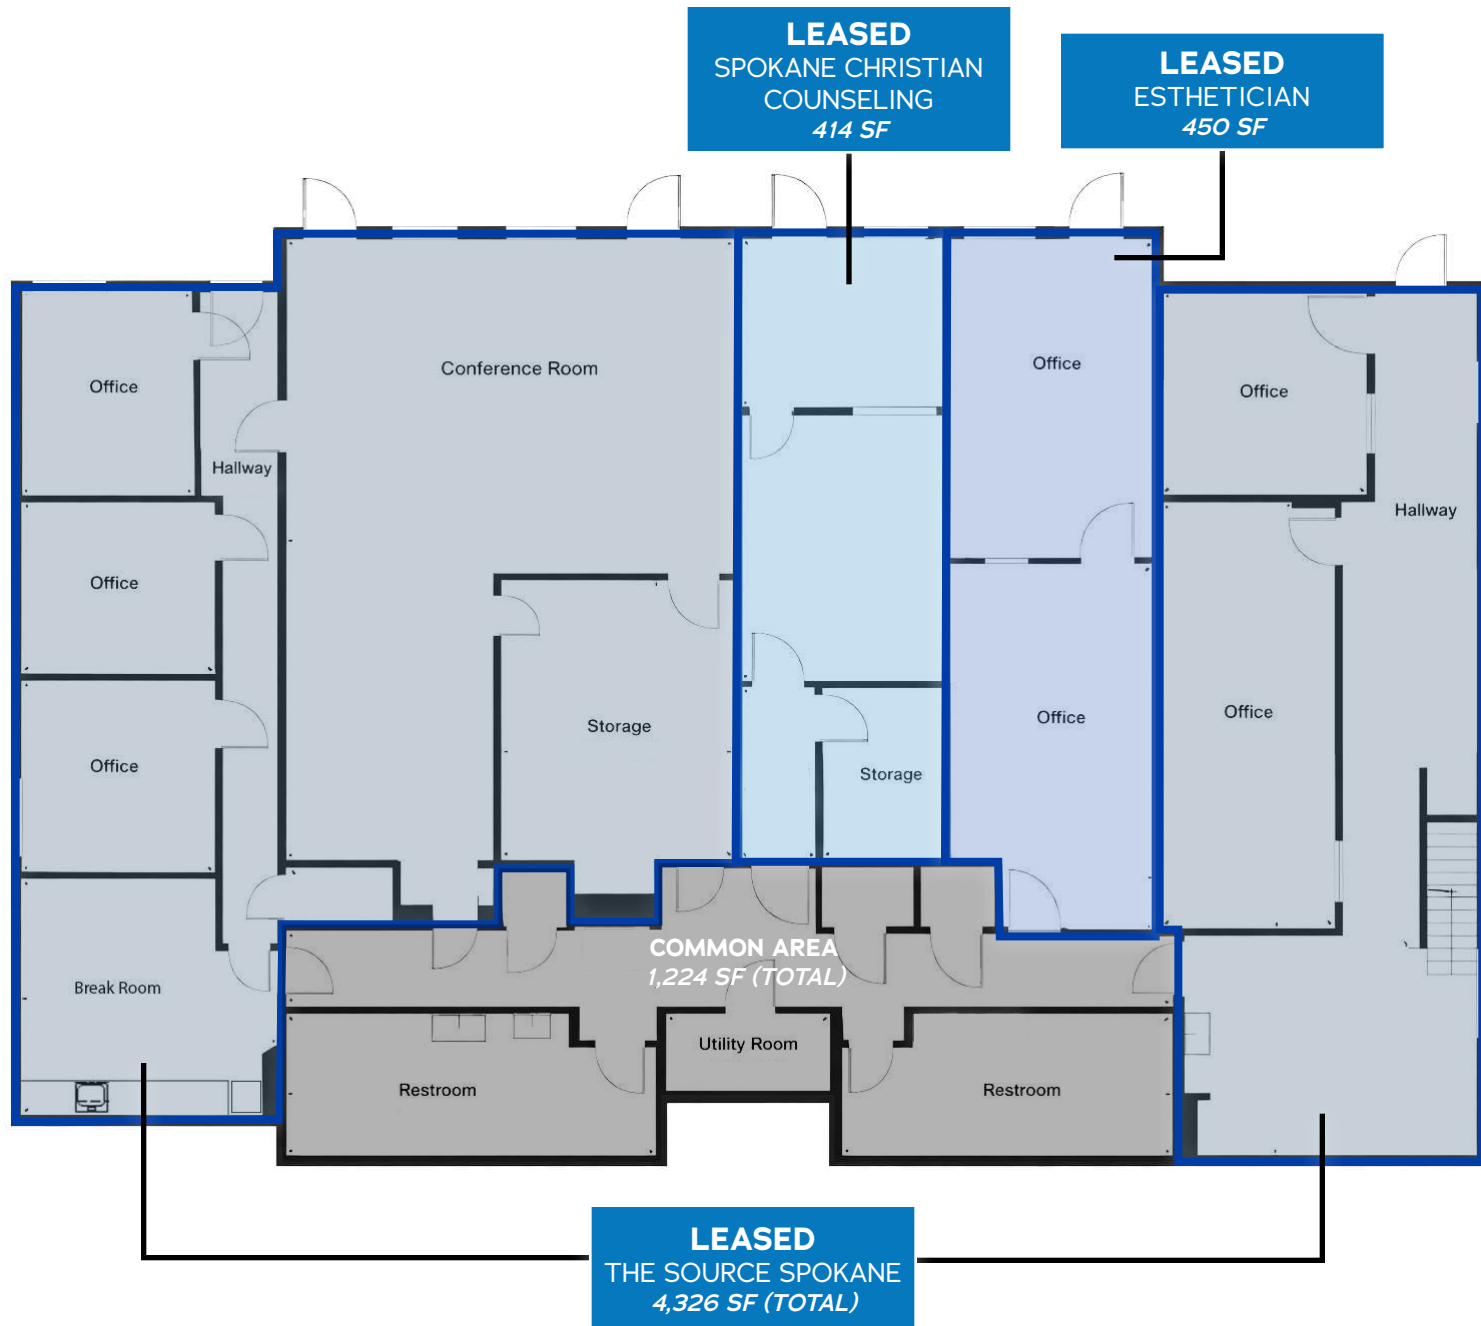 LEASED
SPOKANE CHRISTIAN
COUNSELING
414 SF
LEASED
ESTHETICIAN
450 SF
Office
Conference Room
Office
Office
Hallway
Hallway
Office
Office
Office
Storage
Office
Office
Storage
COMMON AREA
1,224 SF (TOTAL)
Break Room
Utility Room
Restroom
Restroom
LEASED
THE SOURCE SPOKANE
4,326 SF (TOTAL)